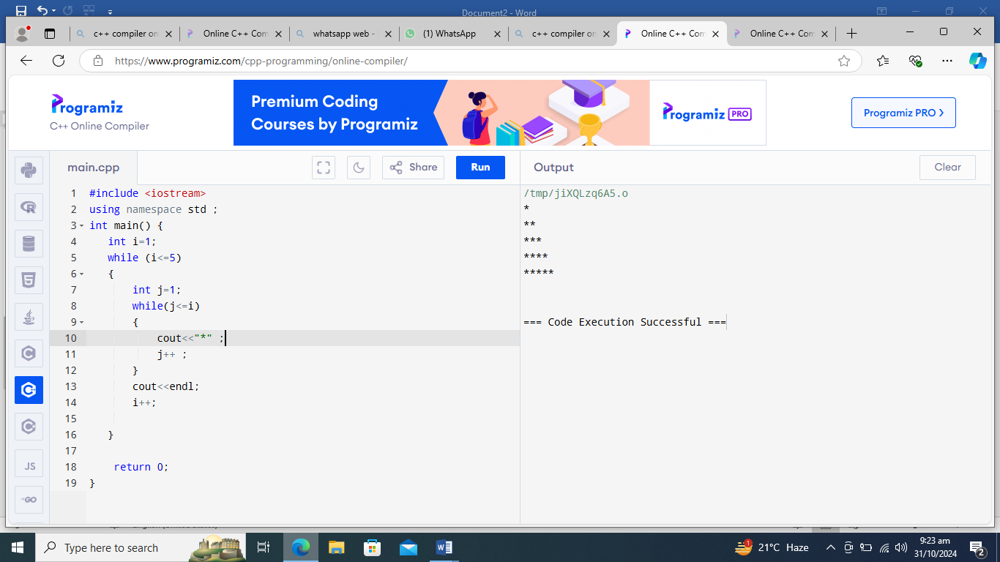 Document2 - Word
c++ compiler on
Online C++ Com
whatsapp web -
(1) WhatsApp
c++ compiler on
Online C++ Com
Online C++ Com
https://www.programiz.com/cpp-programming/online-compiler/
Programiz
C++ Online Compiler
Premium Coding
Courses by Programiz
Programiz PRO
Programiz PRO >
main.cpp
Share
Run
Output
Clear
1 #include <iostream>
2 using namespace std ;
3 int main() {
4 int i=1;
5 while (i<=5)
6 {
7 int j=1;
8 while(j<=i)
9 {
10 cout<<"*" ;
11 j++ ;
12 }
13 cout<<endl;
14 i++;
15
16 }
17
18 return 0;
19 }
/tmp/jiXQLzq6A5.o
*
**
***
****
*****
=== Code Execution Successful ===
JS
GO
Type here to search
1
21°C Haze
9:23 am
31/10/2024
2